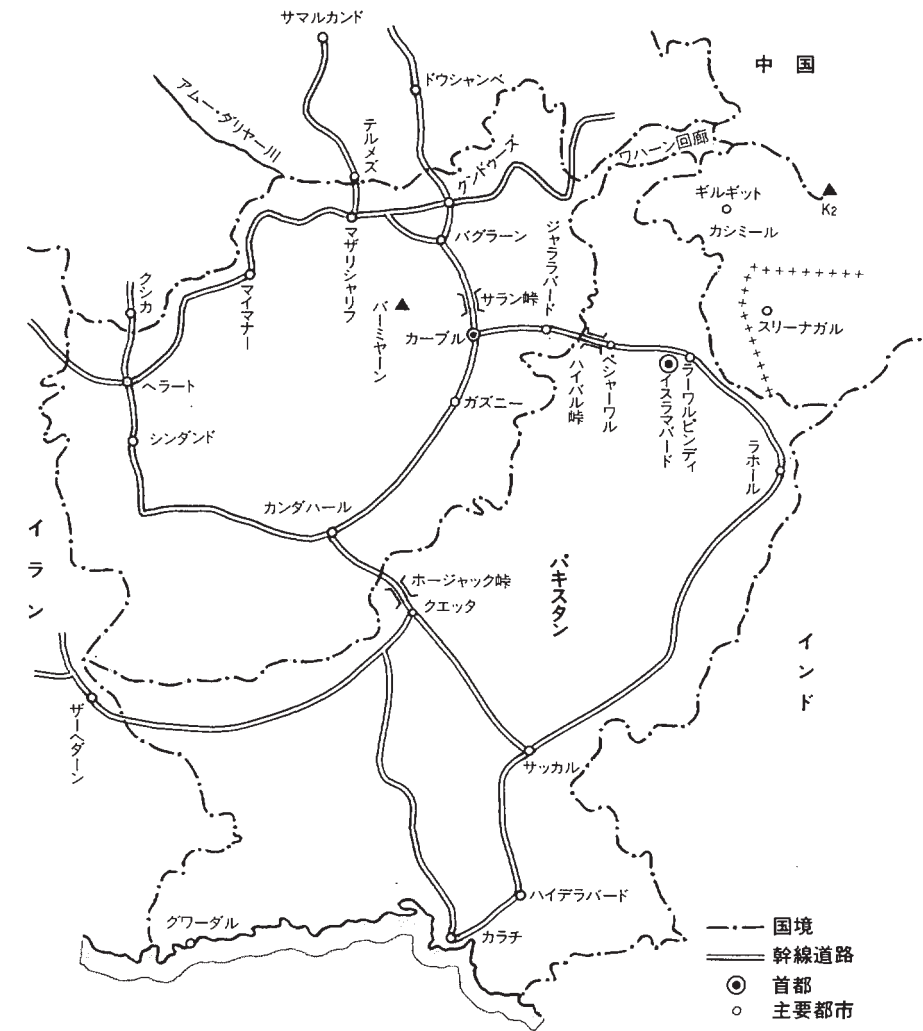 サマルカンド
ドウシャンベ
中国
アムー・ダリヤー川
テルメズ
ワハーン回廊
ギルギット
K2
カシミール
マザリシャリフ
バグラーン
ジャララバード
クシカ
マイマナー
バーミヤーン
サラン峠
スリーナガル
カーブル
ハイバル峠
ペシャーワル
イスラマバード
ラーワルピンディ
ヘラート
ガズニー
シンダンド
ラホール
カンダハール
イラン
パキスタン
ホージャック峠
クエッタ
インド
ザーヘダーン
サッカル
ハイデラバード
グワーダル
カラチ
国境
幹線道路
首都
主要都市